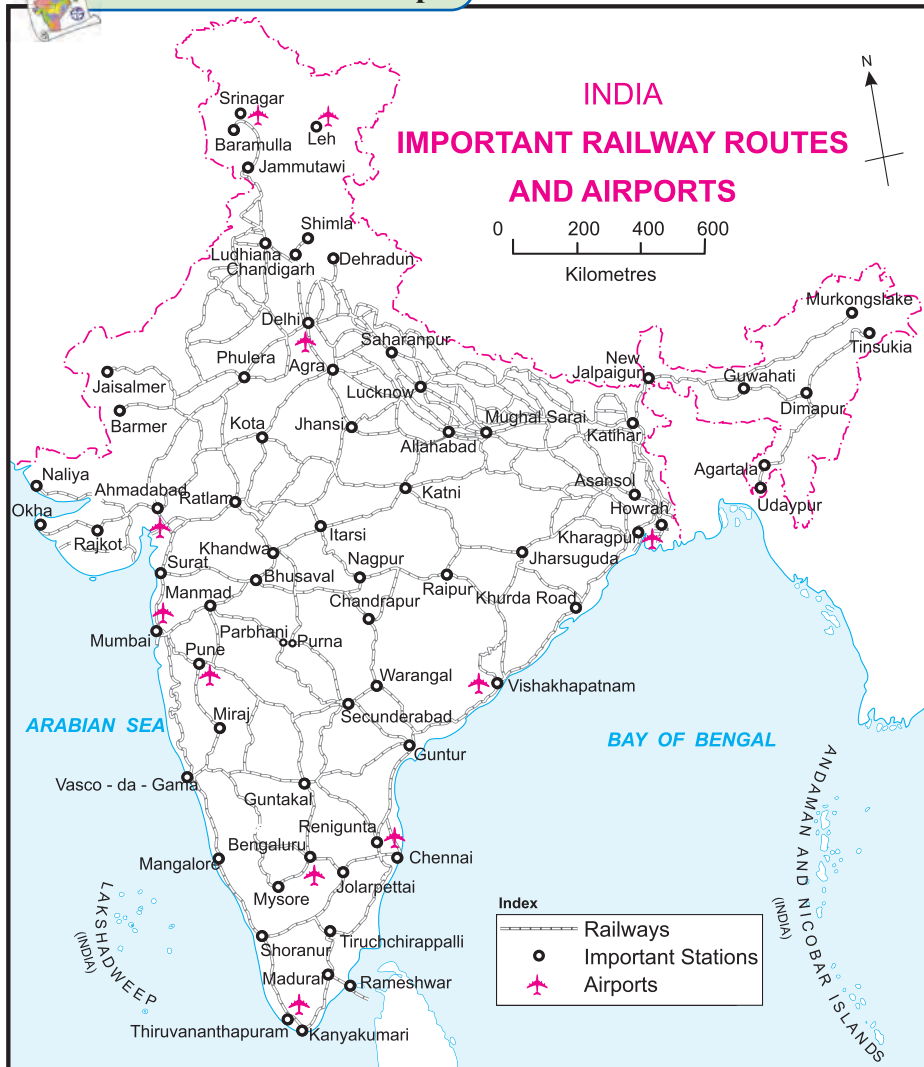 INDIA
IMPORTANT RAILWAY ROUTES
AND AIRPORTS
N
0 200 400 600
Kilometres
Srinagar
Leh
Baramulla
Jammutawi
Shimla
Ludhiana
Chandigarh
Dehradun
Murkongslake
Delhi
Tinsukia
Saharanpur
Phulera
Agra
New
Jalpaigur
Jaisalmer
Guwahati
Lucknow
Dimapur
Barmer
Kota
Jhansi
Mughal Sarai
Allahabad
Katihar
Naliya
Agartala
Ahmadabad
Ratlam
Katni
Asansol
Udaypur
Okha
Howrah
Rajkot
Itarsi
Kharagpur
Khandwa
Nagpur
Jharsuguda
Surat
Bhusaval
Raipur
Manmad
Chandrapur
Khurda Road
Mumbai
Parbhani
Purna
Pune
Warangal
Vishakhapatnam
Miraj
Secunderabad
ARABIAN SEA
BAY OF BENGAL
Guntur
Vasco - da - Gama
Guntakal
Renigunta
Bengaluru
Chennai
Mangalore
Jolarpettai
Mysore
LAKSHADWEEP
(INDIA)
ANDAMAN AND NICOBAR ISLANDS
(INDIA)
Shoranur
Tiruchchirappalli
Madurai
Rameshwar
Thiruvananthapuram
Kanyakumari
Index
Railways
Important Stations
Airports